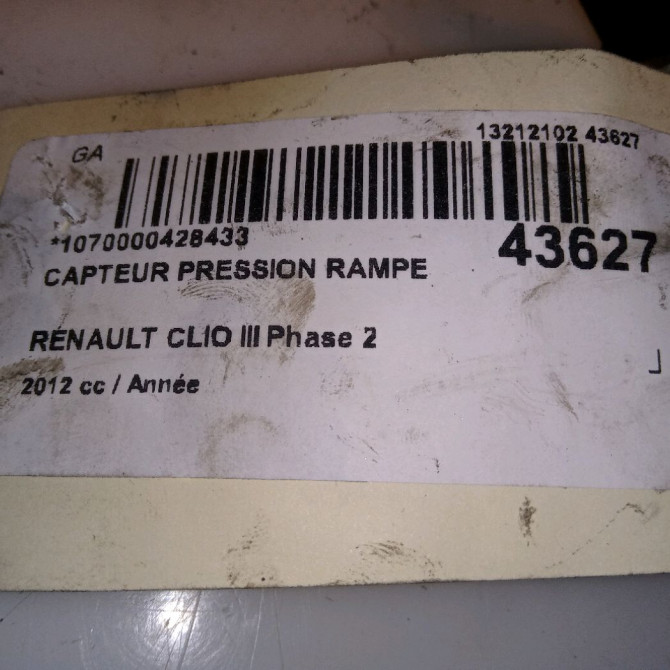 GA
13212102 43627
*1070000428433
43627
CAPTEUR PRESSION RAMPE
RENAULT CLIO III Phase 2
2012 cc / Année